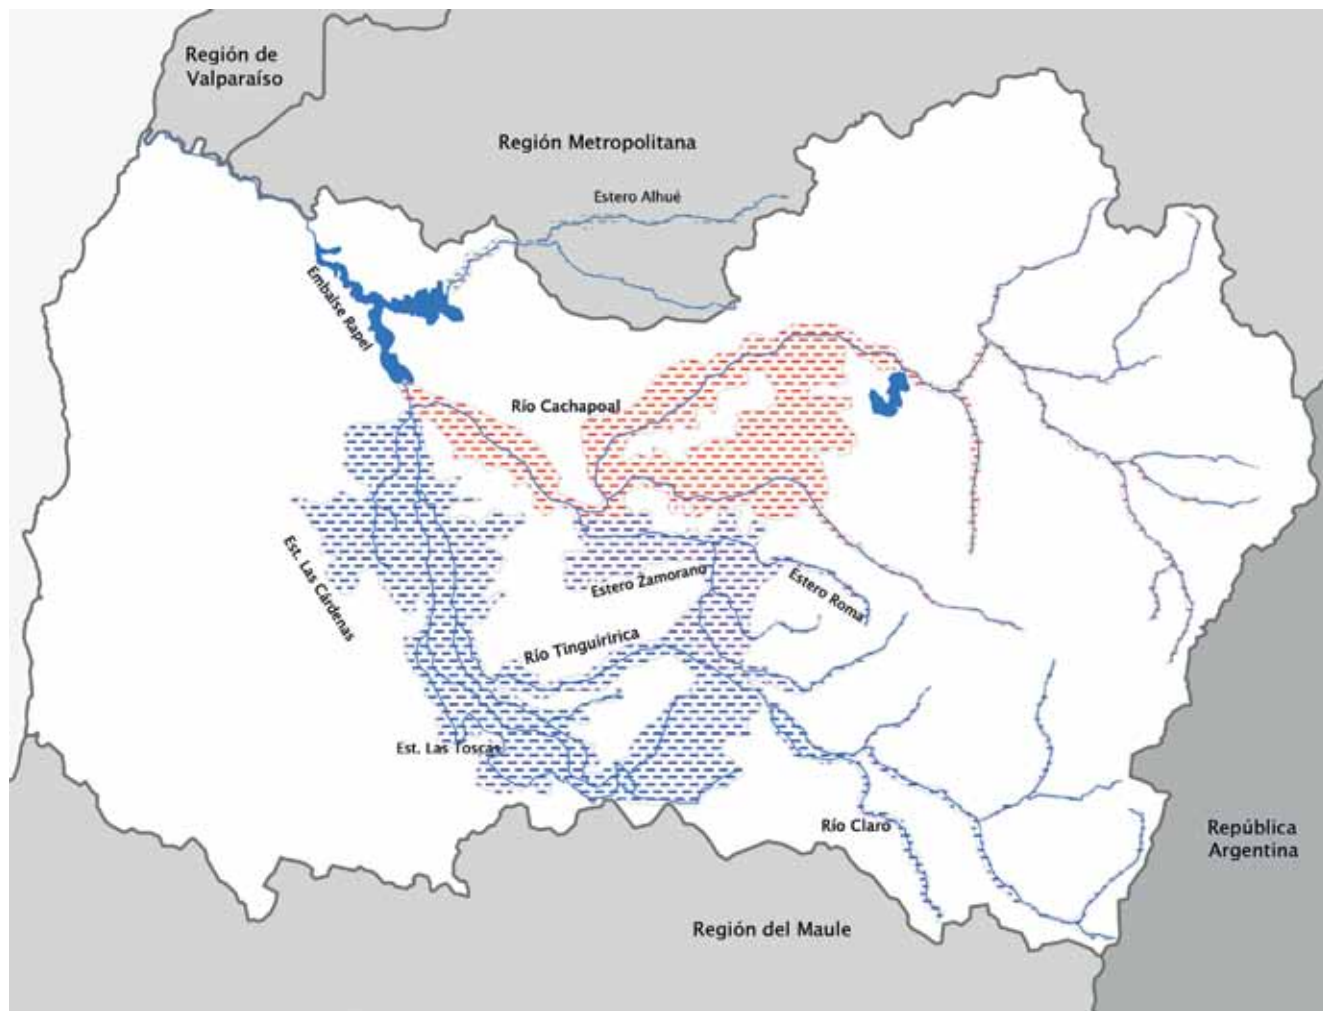 Región de
Valparaíso
Región Metropolitana
Estero Alhué
Embalse Rapel
Río Cachapoal
Est. Las Cárdenas
Estero Zamorano
Estero Roma
Río Tinguiririca
Est. Las Toscas
Río Claro
República
Argentina
Región del Maule